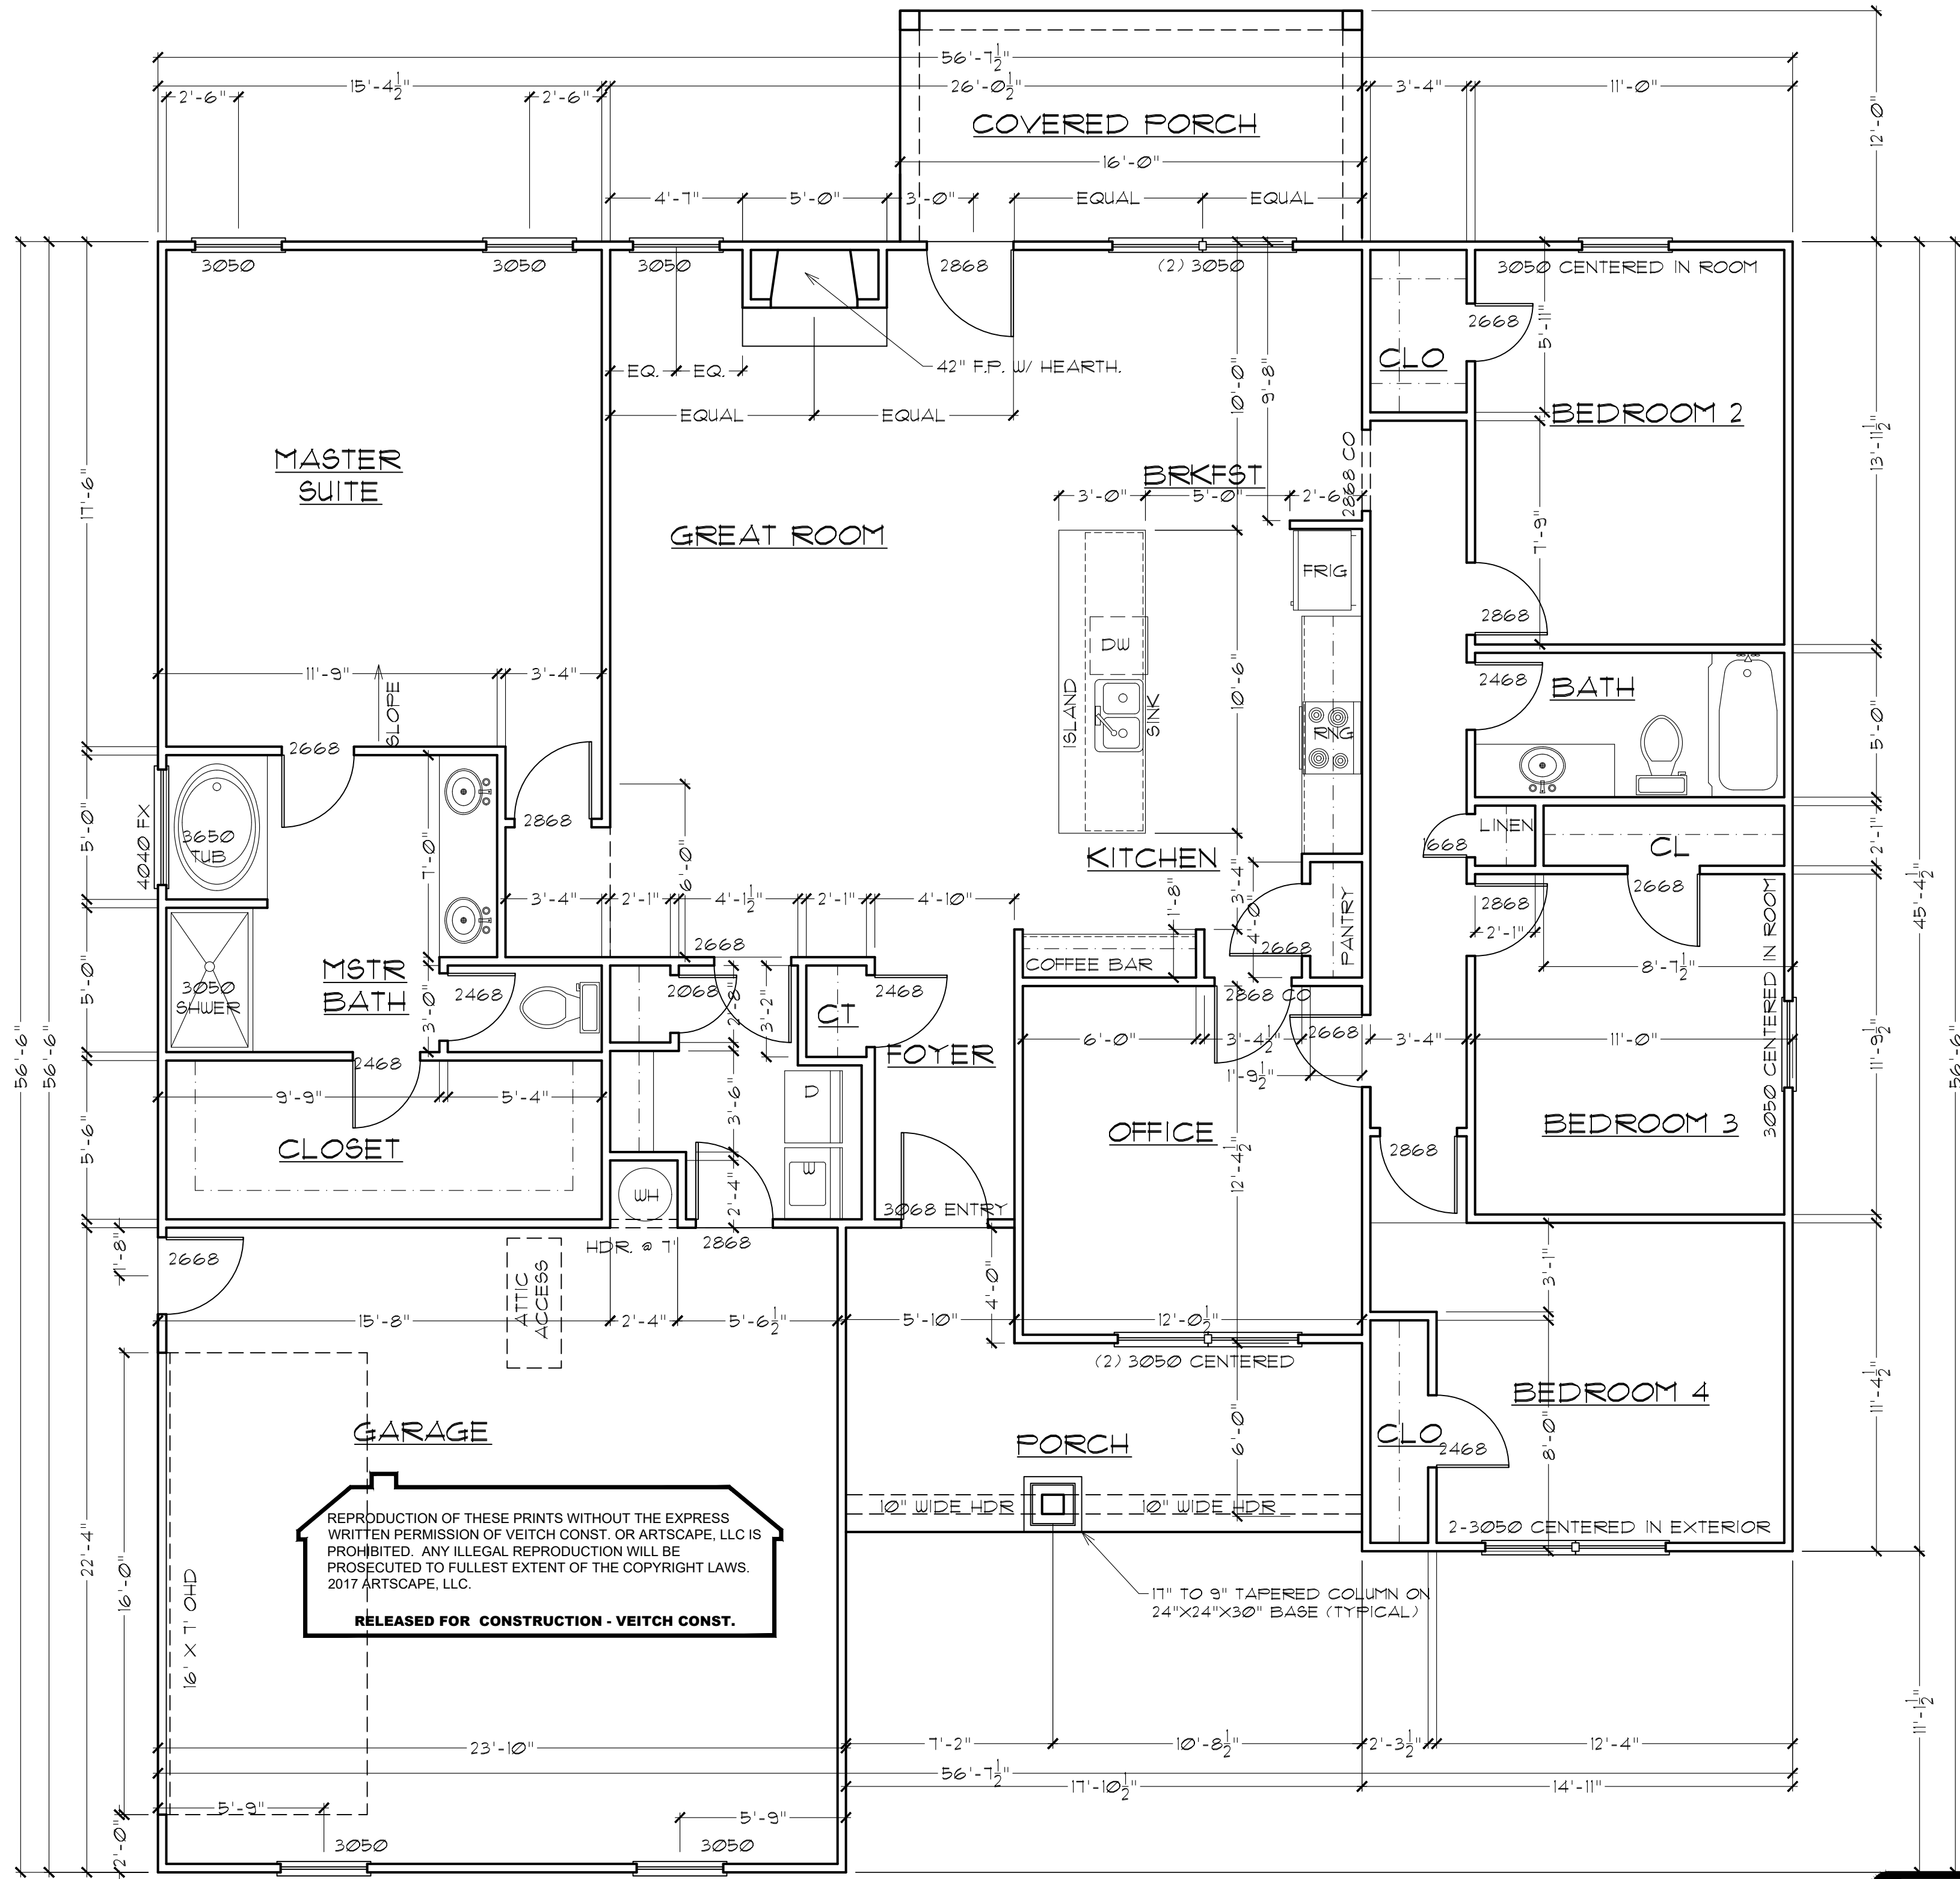 56'-7½"
15'-4½"
26'-0½"
3'-4"
11'-0"
2'-6"
2'-6"
12'-0"
COVERED PORCH
16'-0"
4'-7"
5'-0"
3'-0"
EQUAL
EQUAL
3050
3050
3050
2868
(2) 3050
3050 CENTERED IN ROOM
2668
5'-11"
CLO
42" F.P. W/ HEARTH.
EQ.
EQ.
10'-0"
9'-8"
EQUAL
EQUAL
BEDROOM 2
13'-11½"
MASTER
SUITE
17'-6"
BRKFST
2868 CO
3'-0"
5'-0"
2'-6"
GREAT ROOM
7'-9"
FRIG
2868
DW
11'-9"
3'-4"
SLOPE
ISLAND
SINK
10'-6"
2468
BATH
5'-0"
RNG
2668
4040 FX
5'-0"
3650
TUB
7'-0"
2868
6'-0"
KITCHEN
1668
LINEN
CL
2'-1"
2668
3'-4"
2'-1"
4'-1½"
2'-1"
4'-10"
1'-8"
3'-4"
4'-0"
PANTRY
2868
2'-1"
8'-7½"
45'-4½"
2668
2668
COFFEE BAR
MSTR
BATH
5'-0"
3050
SHWER
3'-0"
2468
2068
2'-8"
3'-2"
CT
2468
FOYER
2868 CO
6'-0"
3'-4½"
2668
3'-4"
11'-0"
3050 CENTERED IN ROOM
11'-9½"
1'-9½"
56'-6"
56'-6"
56'-6"
2468
9'-9"
5'-4"
D
3'-6"
CLOSET
5'-6"
OFFICE
BEDROOM 3
2868
12'-4½"
WH
W
2'-4"
3068 ENTRY
HDR. @ 7'
2868
1'-8"
2668
ATTIC
ACCESS
4'-0"
3'-1"
15'-8"
2'-4"
5'-6½"
5'-10"
12'-0½"
(2) 3050 CENTERED
BEDROOM 4
11'-4½"
GARAGE
PORCH
6'-0"
CLO
2468
8'-0"
10" WIDE HDR
10" WIDE HDR
2-3050 CENTERED IN EXTERIOR
REPRODUCTION OF THESE PRINTS WITHOUT THE EXPRESS
WRITTEN PERMISSION OF VEITCH CONST. OR ARTSCAPE, LLC IS
PROHIBITED. ANY ILLEGAL REPRODUCTION WILL BE
PROSECUTED TO FULLEST EXTENT OF THE COPYRIGHT LAWS.
2017 ARTSCAPE, LLC.
RELEASED FOR CONSTRUCTION - VEITCH CONST.
22'-4"
16'-0"
16' X 7' OHD
17" TO 9" TAPERED COLUMN ON
24"X24"X30" BASE (TYPICAL)
11'-1½"
23'-10"
7'-2"
10'-8½"
2'-3½"
12'-4"
56'-7½"
17'-10½"
14'-11"
5'-9"
5'-9"
2'-0"
3050
3050